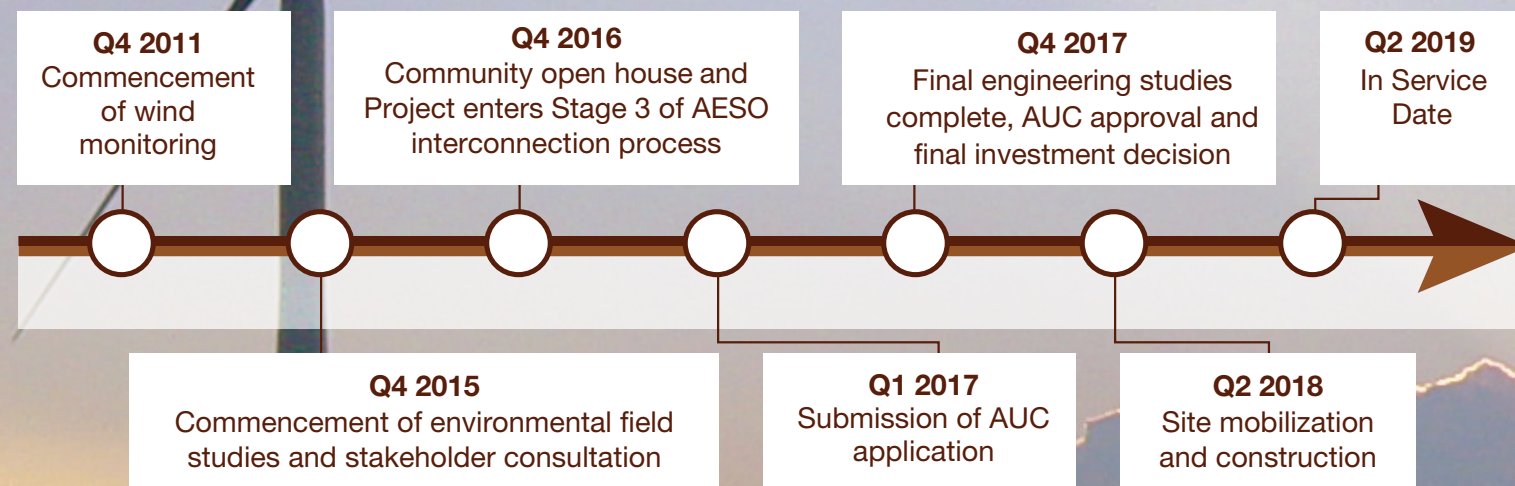 Q4 2011
Commencement
of wind
monitoring
Q4 2015
Commencement of environmental field
studies and stakeholder consultation
Q4 2016
Community open house and
Project enters Stage 3 of AESO
interconnection process
Q1 2017
Submission of AUC
application
Q4 2017
Final engineering studies
complete, AUC approval and
final investment decision
Q2 2018
Site mobilization
and construction
Q2 2019
In Service
Date